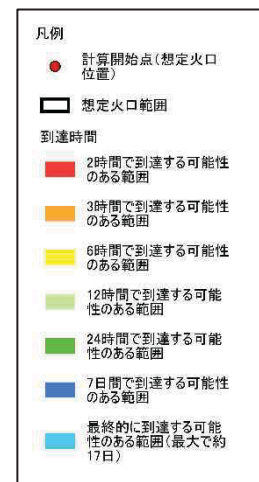 凡例
計算開始点(想定火口
位置)
想定火口範囲
到達時間
2時間で到達する可能性
のある範囲
3時間で到達する可能性
のある範囲
6時間で到達する可能性
のある範囲
12時間で到達する可能
性のある範囲
24時間で到達する可能
性のある範囲
7日間で到達する可能性
のある範囲
最終的に到達する可能
性のある範囲(最大で約
17日)